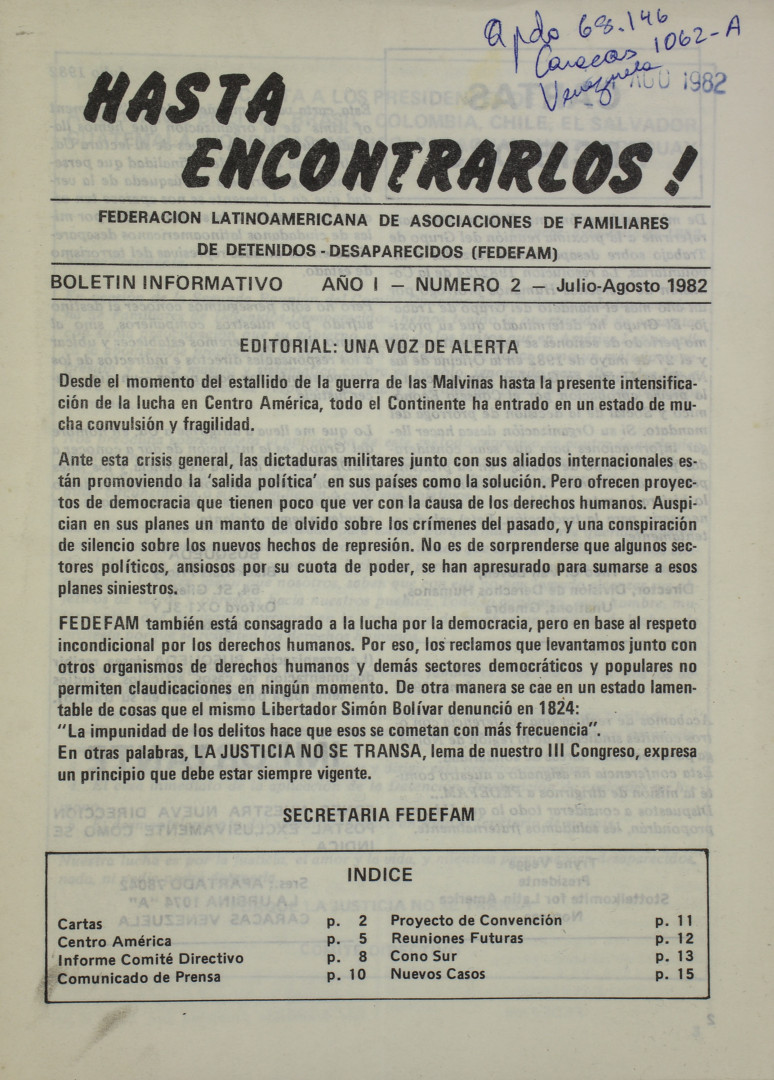 Apdo 68.146
Caracas 1062-A
Venezuela
AGO 1982
HASTA
ENCONTRARLOS!
FEDERACION LATINOAMERICANA DE ASOCIACIONES DE FAMILIARES
DE DETENIDOS - DESAPARECIDOS (FEDEFAM)
BOLETIN INFORMATIVO AÑO I — NUMERO 2 — Julio-Agosto 1982
EDITORIAL: UNA VOZ DE ALERTA
Desde el momento del estallido de la guerra de las Malvinas hasta la presente intensifica-
ción de la lucha en Centro América, todo el Continente ha entrado en un estado de mu-
cha convulsión y fragilidad.
Ante esta crisis general, las dictaduras militares junto con sus aliados internacionales es-
tán promoviendo la 'salida política' en sus países como la solución. Pero ofrecen proyec-
tos de democracia que tienen poco que ver con la causa de los derechos humanos. Auspi-
cian en sus planes un manto de olvido sobre los crímenes del pasado, y una conspiración
de silencio sobre los nuevos hechos de represión. No es de sorprenderse que algunos sec-
tores políticos, ansiosos por su cuota de poder, se han apresurado para sumarse a esos
planes siniestros.
FEDEFAM también está consagrado a la lucha por la democracia, pero en base al respeto
incondicional por los derechos humanos. Por eso, los reclamos que levantamos junto con
otros organismos de derechos humanos y demás sectores democráticos y populares no
permiten claudicaciones en ningún momento. De otra manera se cae en un estado lamen-
table de cosas que el mismo Libertador Simón Bolívar denunció en 1824:
"La impunidad de los delitos hace que esos se cometan con más frecuencia".
En otras palabras, LA JUSTICIA NO SE TRANSA, lema de nuestro III Congreso, expresa
un principio que debe estar siempre vigente.
SECRETARIA FEDEFAM
INDICE
Cartas p. 2
Centro América p. 5
Informe Comité Directivo p. 8
Comunicado de Prensa p. 10
Proyecto de Convención p. 11
Reuniones Futuras p. 12
Cono Sur p. 13
Nuevos Casos p. 15